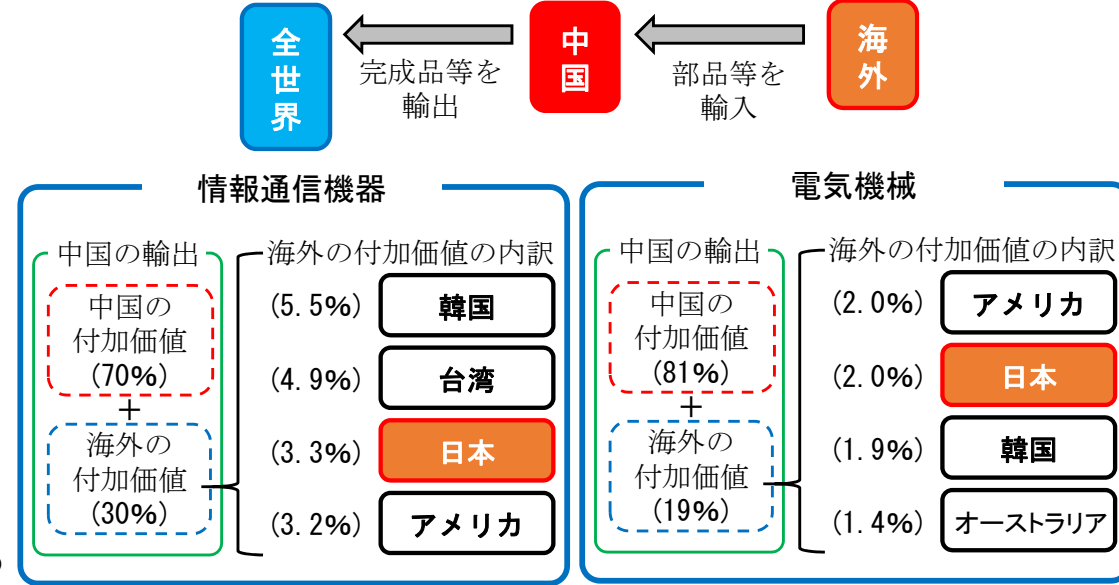 全世界
完成品等を
輸出
中国
部品等を
輸入
海外
情報通信機器
中国の輸出
中国の
付加価値
(70%)
+
海外の
付加価値
(30%)
海外の付加価値の内訳
(5.5%) 韓国
(4.9%) 台湾
(3.3%) 日本
(3.2%) アメリカ
電気機械
中国の輸出
中国の
付加価値
(81%)
+
海外の
付加価値
(19%)
海外の付加価値の内訳
(2.0%) アメリカ
(2.0%) 日本
(1.9%) 韓国
(1.4%) オーストラリア